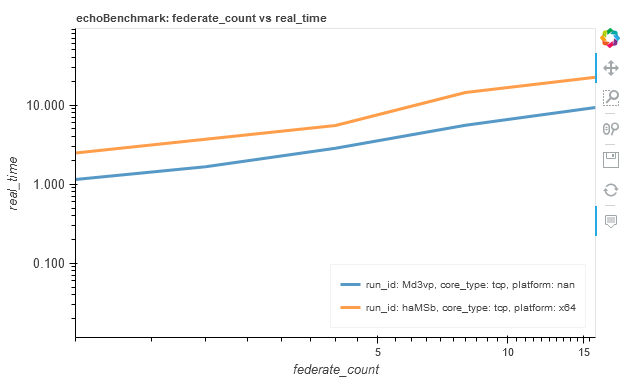 echoBenchmark: federate_count vs real_time
real_time
10.000
1.000
0.100
run_id: Md3vp, core_type: tcp, platform: nan
run_id: haMSb, core_type: tcp, platform: x64
5
10
15
federate_count